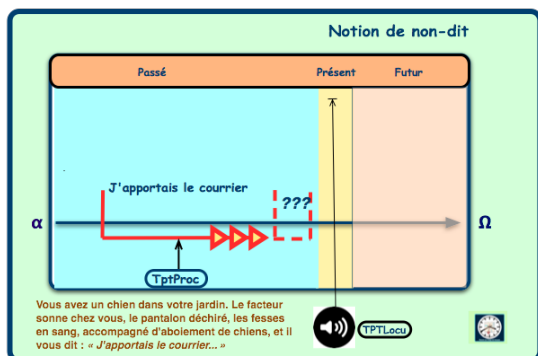 Notion de non-dit
Passé Présent Futur
J'apportais le courrier
???
α Ω
TptProc
Vous avez un chien dans votre jardin. Le facteur
sonne chez vous, le pantalon déchiré, les fesses
en sang, accompagné d'aboiement de chiens, et il
vous dit : « J'apportais le courrier... »
TPTLocu